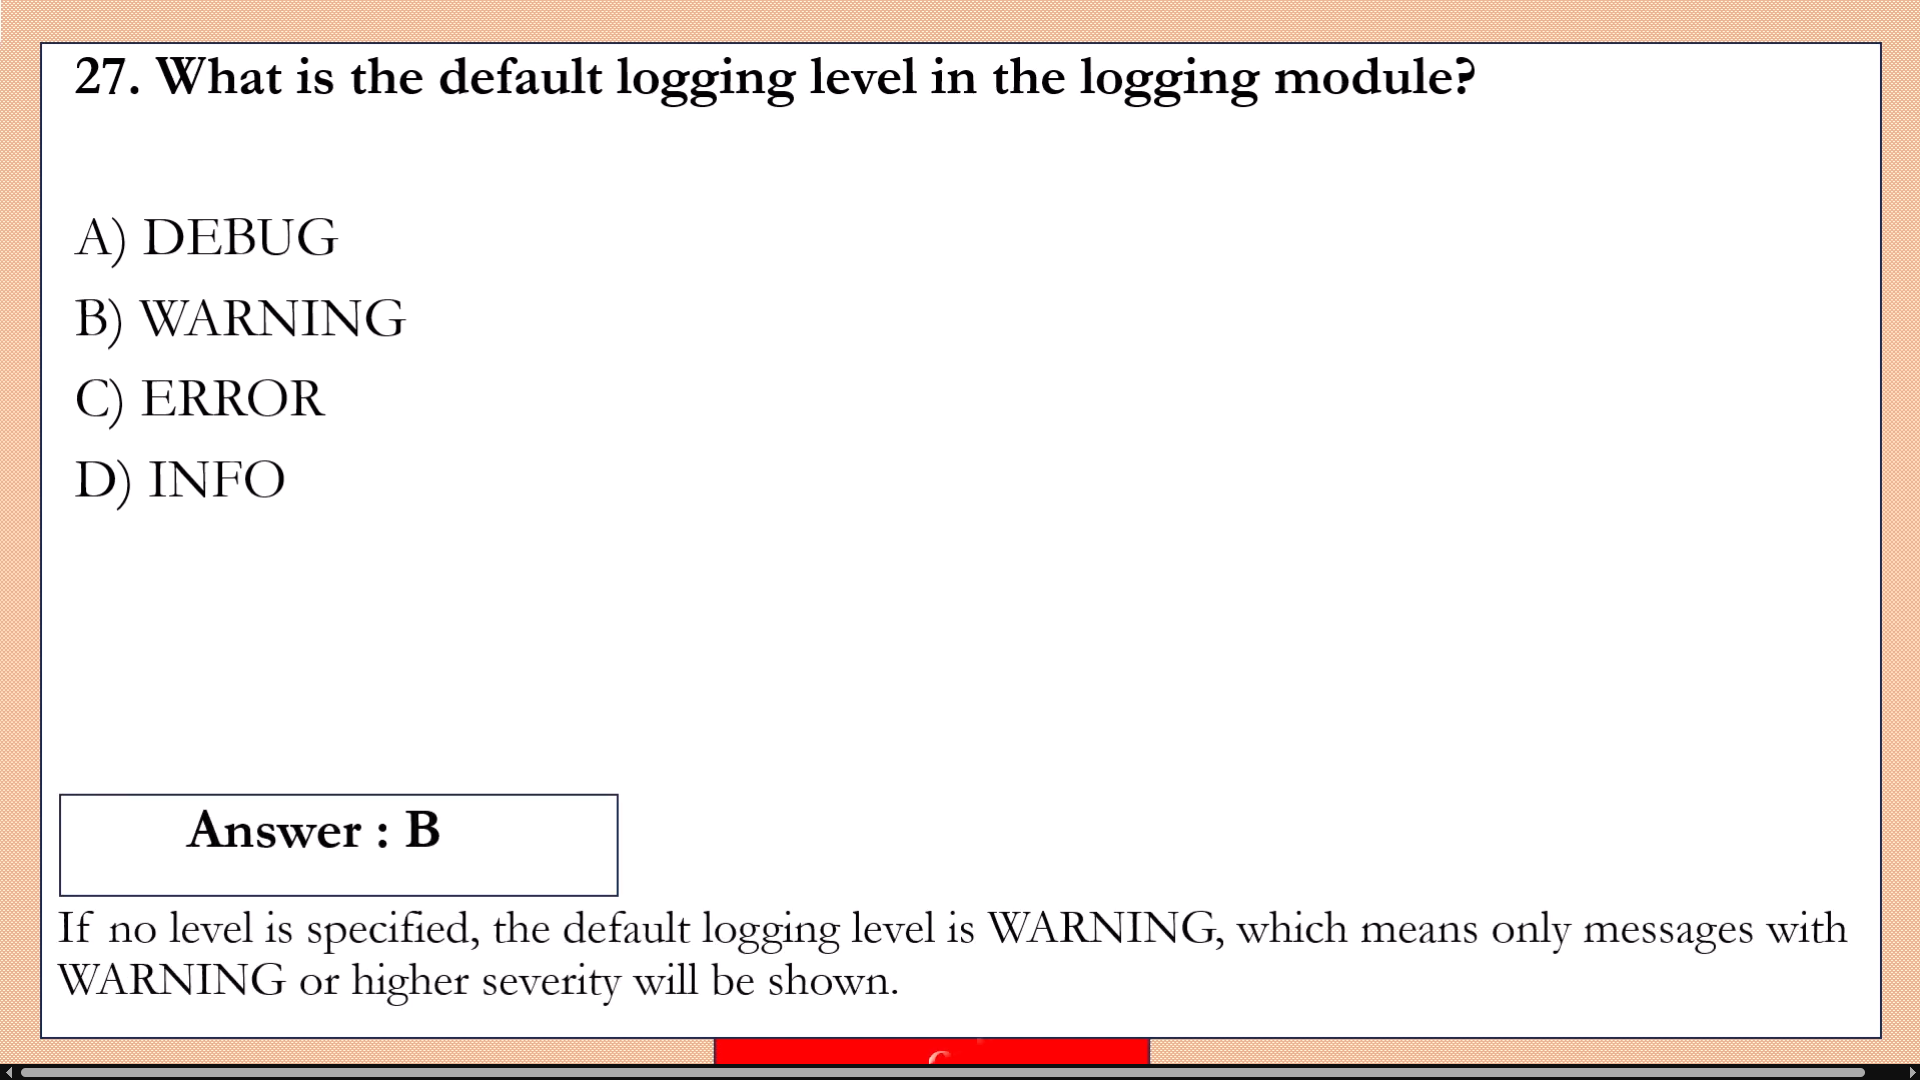 27. What is the default logging level in the logging module?
A) DEBUG
B) WARNING
C) ERROR
D) INFO
Answer : B
If no level is specified, the default logging level is WARNING, which means only messages with
WARNING or higher severity will be shown.